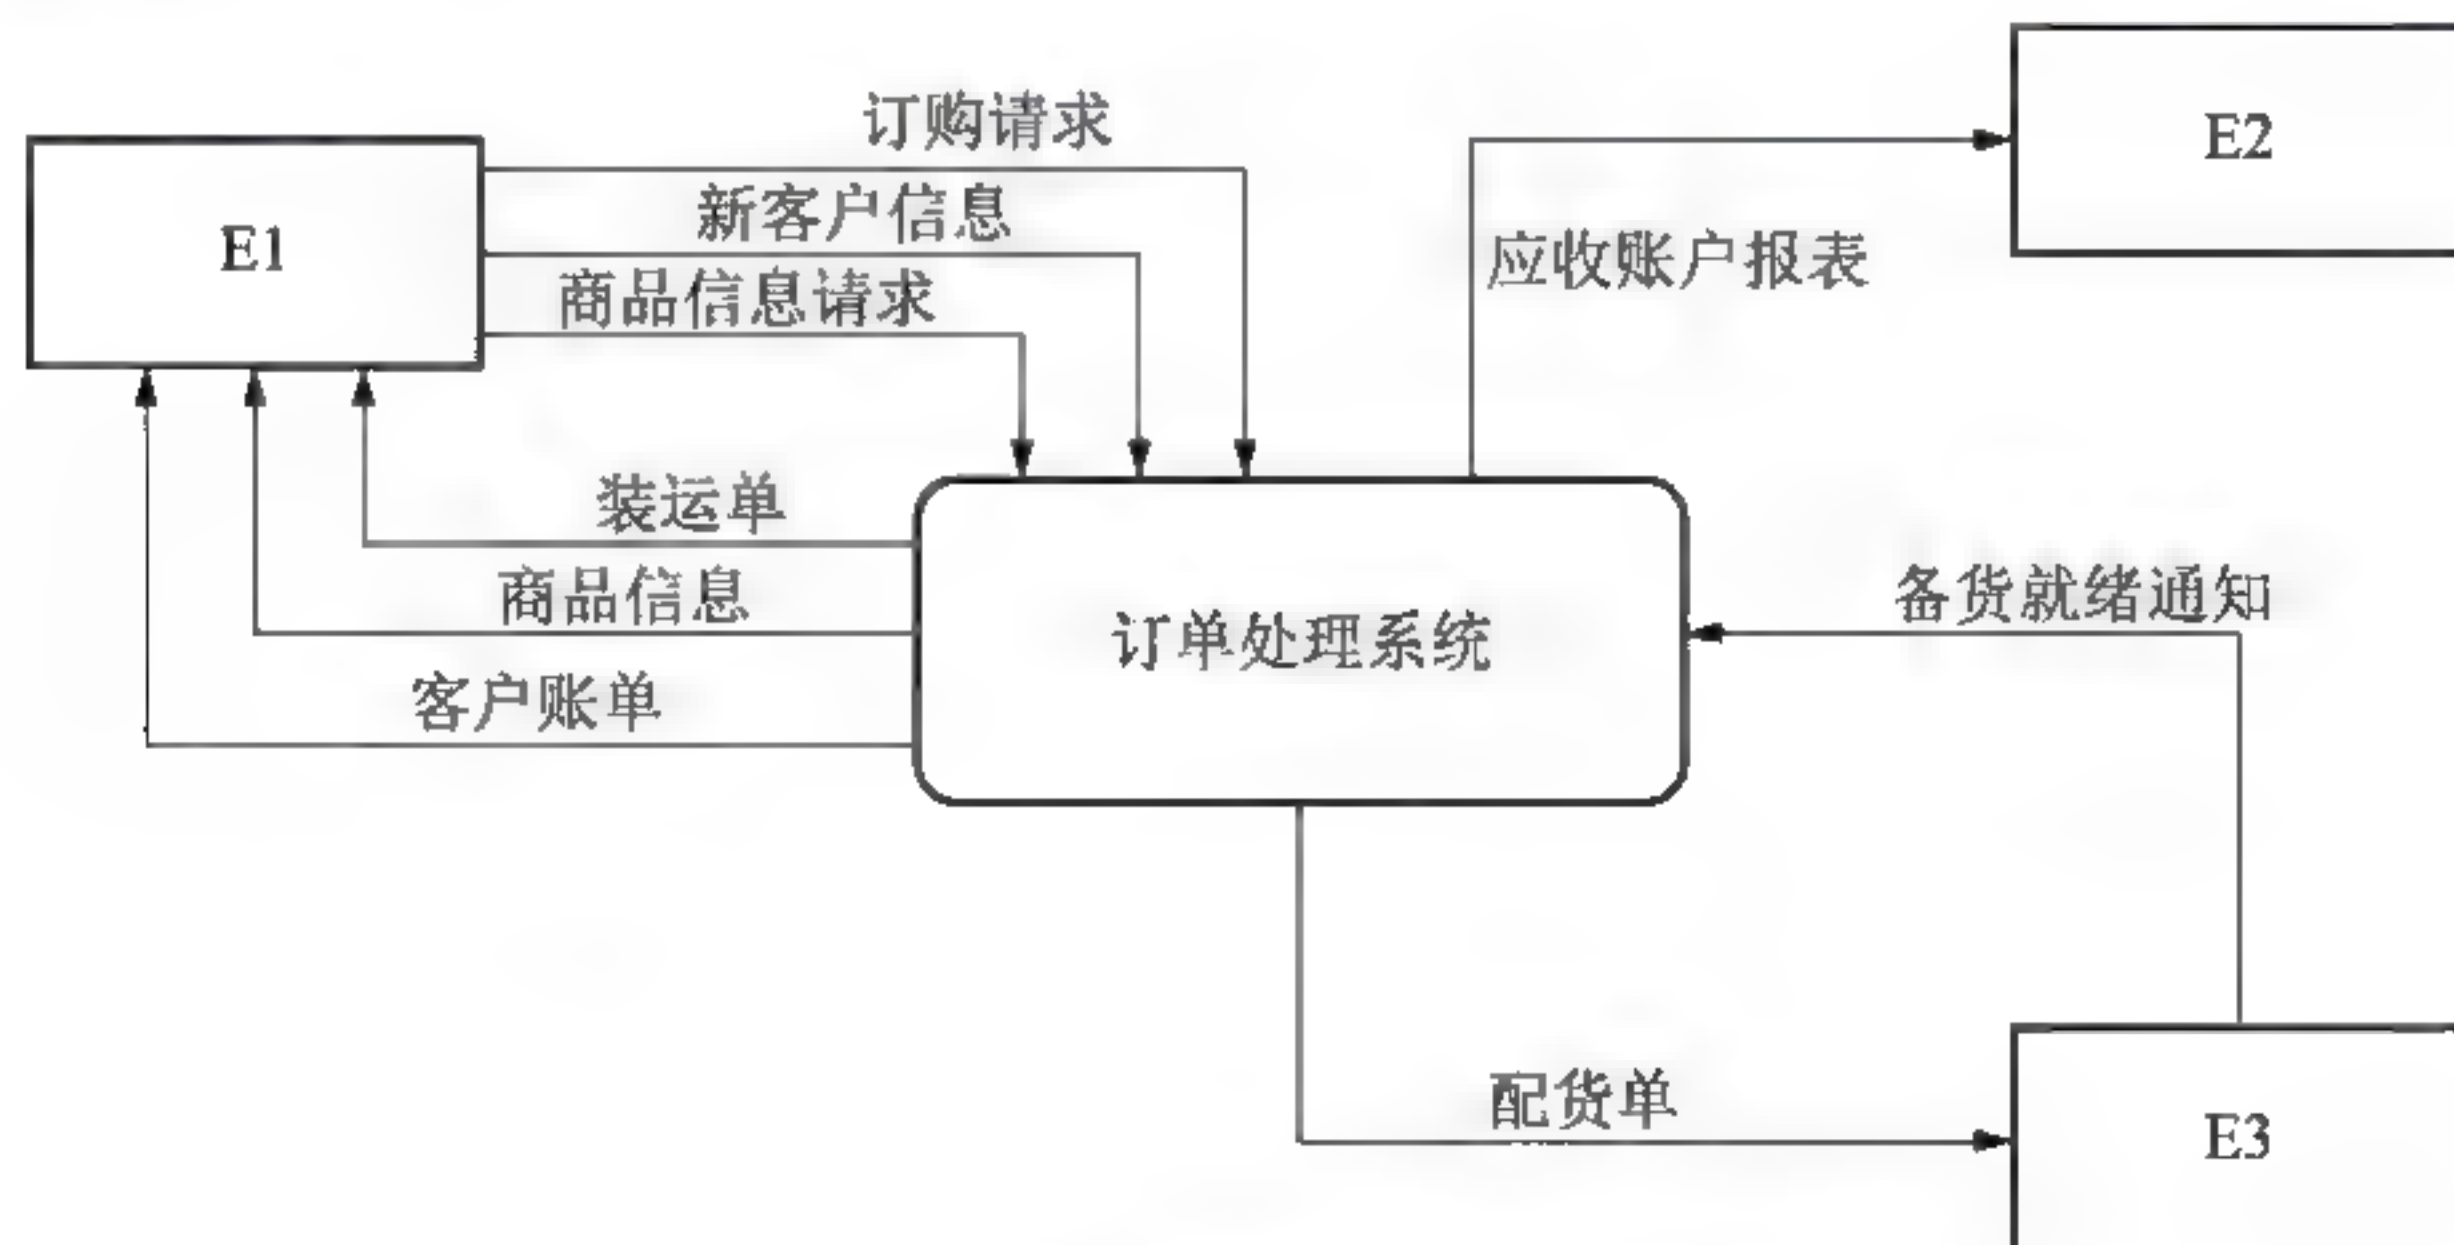 订购请求
E2
新客户信息
E1
应收账户报表
商品信息请求
装运单
商品信息
备货就绪通知
订单处理系统
客户账单
配货单
E3